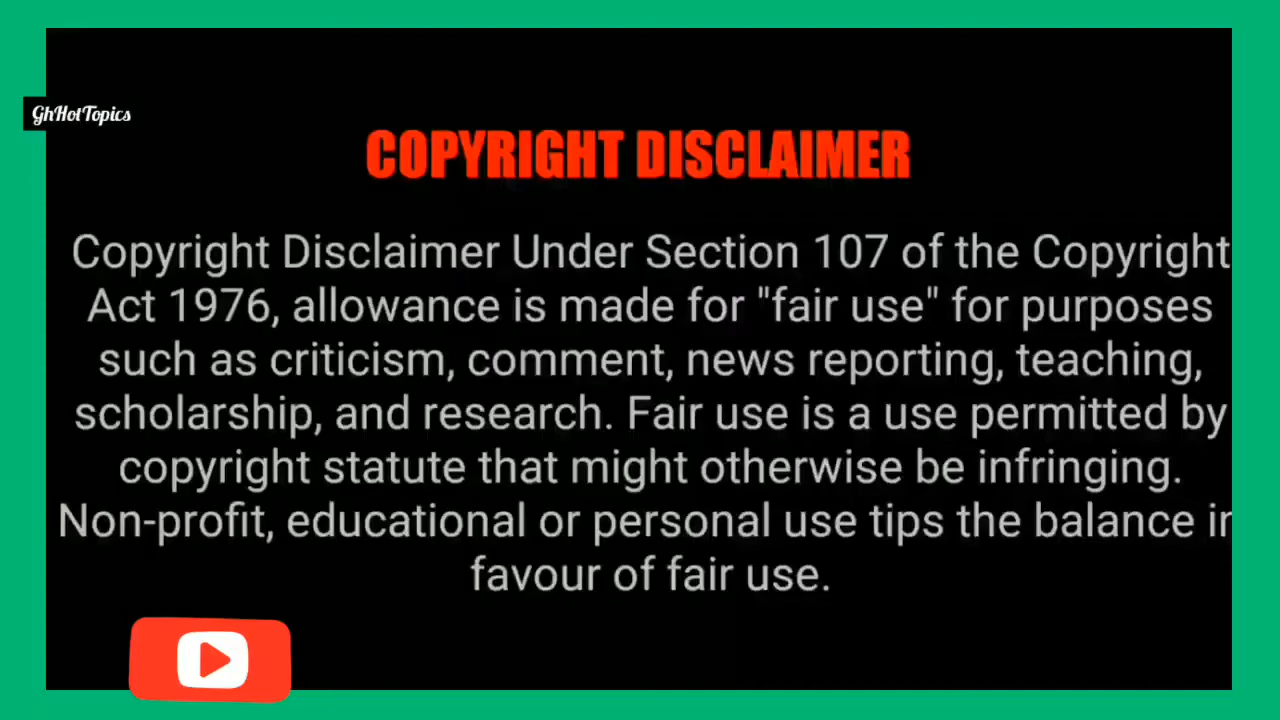 GhHotTopics
COPYRIGHT DISCLAIMER
Copyright Disclaimer Under Section 107 of the Copyright
Act 1976, allowance is made for "fair use" for purposes
such as criticism, comment, news reporting, teaching,
scholarship, and research. Fair use is a use permitted by
copyright statute that might otherwise be infringing.
Non-profit, educational or personal use tips the balance in
favour of fair use.